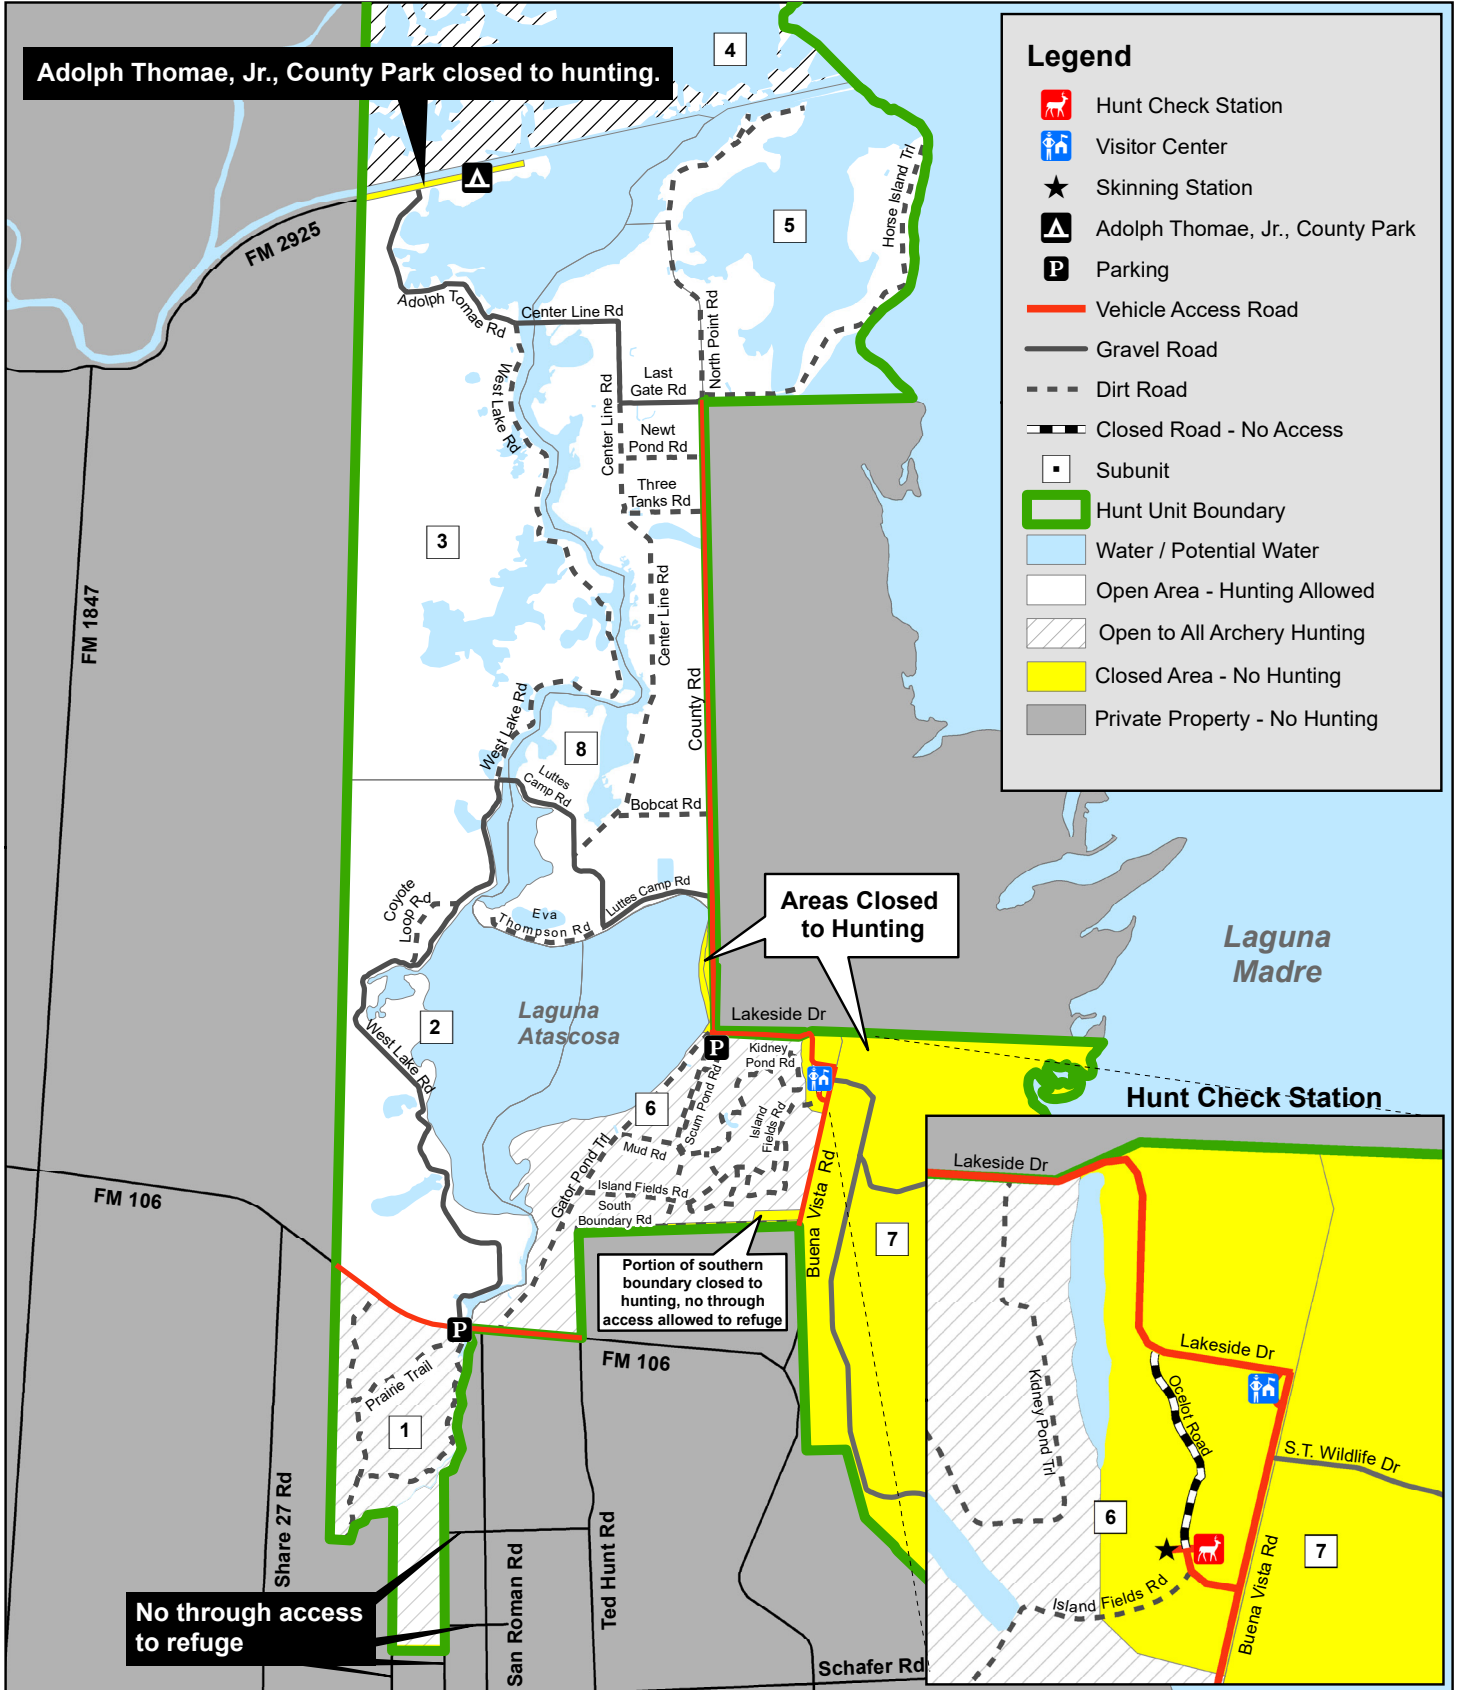 Adolph Thomae, Jr., County Park closed to hunting.
4
5
FM 2925
Horse Island Trl
Adolph Tomae Rd
Center Line Rd
North Point Rd
West Lake Rd
Last
Gate Rd
Center Line Rd
Newt
Pond Rd
Three
Tanks Rd
3
FM 1847
Center Line Rd
County Rd
West Lake Rd
8
Luttes
Camp Rd
Bobcat Rd
Coyote
Loop Rd
Luttes Camp Rd
Eva
Thompson Rd
Areas Closed
to Hunting
Laguna
Madre
Laguna
Atascosa
2
West Lake Rd
Lakeside Dr
P
Kidney
Pond Rd
Scum Pond Rd
6
Island
Fields Rd
Mud Rd
Gator Pond Trl
Island Fields Rd
South
Boundary Rd
Buena Vista Rd
7
FM 106
Portion of southern
boundary closed to
hunting, no through
access allowed to refuge
P
FM 106
Prairie Trail
1
Share 27 Rd
San Roman Rd
Ted Hunt Rd
No through access
to refuge
Schafer Rd
Legend
Hunt Check Station
Visitor Center
Skinning Station
Adolph Thomae, Jr., County Park
P
Parking
Vehicle Access Road
Gravel Road
Dirt Road
Closed Road - No Access
Subunit
Hunt Unit Boundary
Water / Potential Water
Open Area - Hunting Allowed
Open to All Archery Hunting
Closed Area - No Hunting
Private Property - No Hunting
Hunt Check Station
Lakeside Dr
Lakeside Dr
Kidney Pond Trl
Ocelot Road
S.T. Wildlife Dr
6
7
Island Fields Rd
Buena Vista Rd